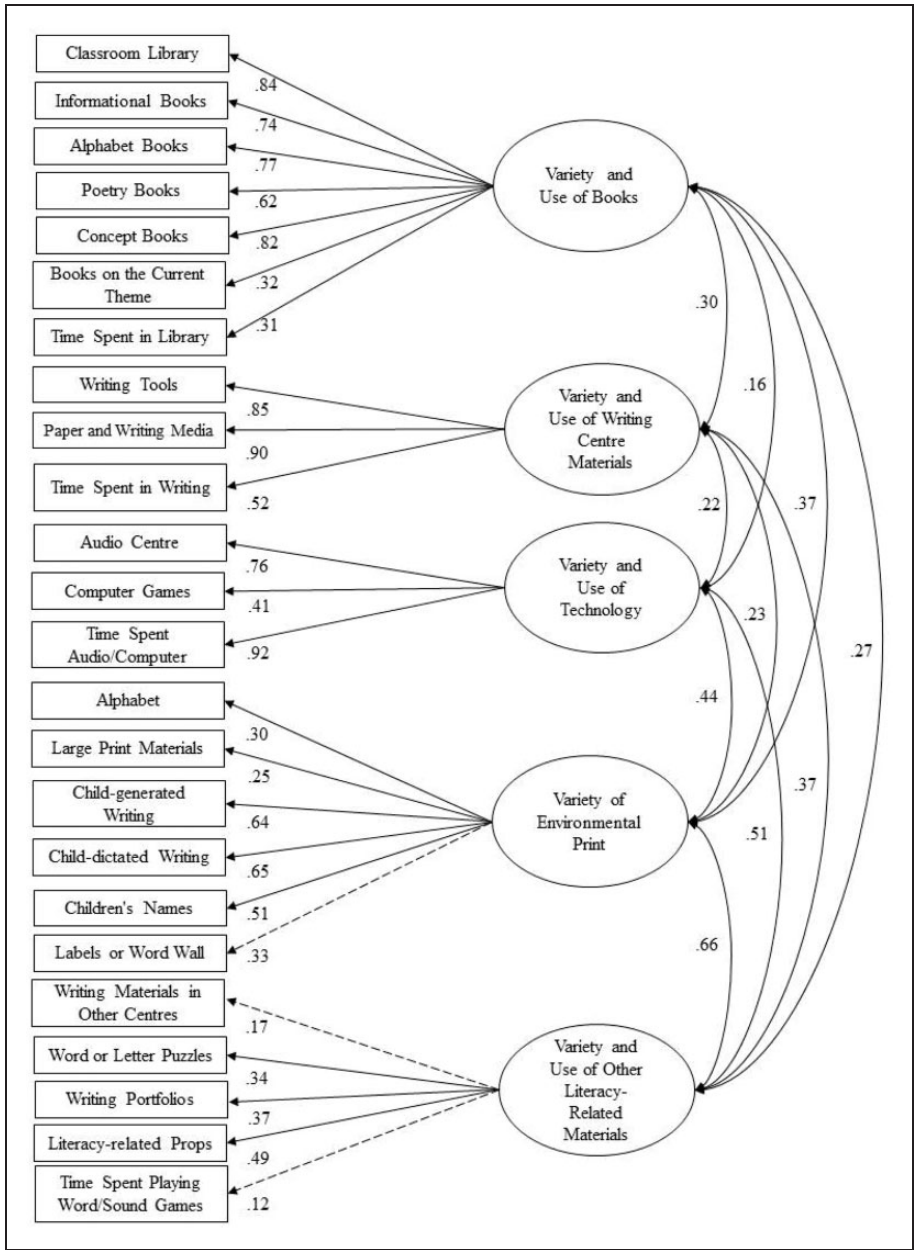 Classroom Library
.84
Informational Books
.74
Alphabet Books
.77
Poetry Books
.62
Concept Books
.82
Books on the Current
Theme
.32
Time Spent in Library
.31
Variety and
Use of Books
Writing Tools
.85
Paper and Writing Media
.90
Time Spent in Writing
.52
Variety and
Use of Writing
Centre
Materials
Audio Centre
.76
Computer Games
.41
Time Spent
Audio/Computer
.92
Variety and
Use of
Technology
Alphabet
.30
Large Print Materials
.25
Child-generated
Writing
.64
Child-dictated Writing
.65
Children's Names
.51
Labels or Word Wall
.33
Variety of
Environmental
Print
Writing Materials in
Other Centres
.17
Word or Letter Puzzles
.34
Writing Portfolios
.37
Literacy-related Props
.49
Time Spent Playing
Word/Sound Games
.12
Variety and
Use of Other
Literacy-
Related
Materials
.30
.16
.22
.37
.23
.27
.44
.37
.51
.66